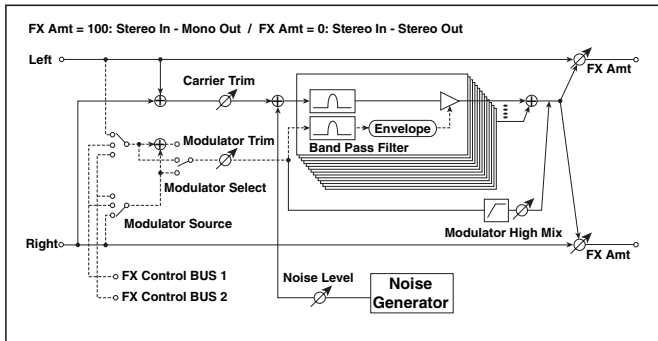 FX Amt = 100: Stereo In - Mono Out / FX Amt = 0: Stereo In - Stereo Out
Left
FX Amt
Carrier Trim
Envelope
Band Pass Filter
Modulator Trim
Modulator Select
Modulator Source
Modulator High Mix
Right
FX Amt
FX Control BUS 1
FX Control BUS 2
Noise Level
Noise
Generator